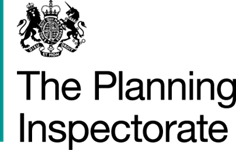 The Planning
Inspectorate